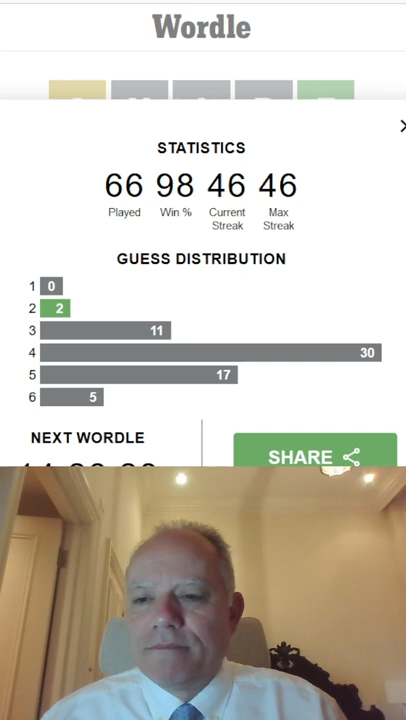 Wordle
STATISTICS
66 98 46 46
Played Win % Current Streak Max Streak
GUESS DISTRIBUTION
1 0
2 2
3 11
4 30
5 17
6 5
NEXT WORDLE
SHARE